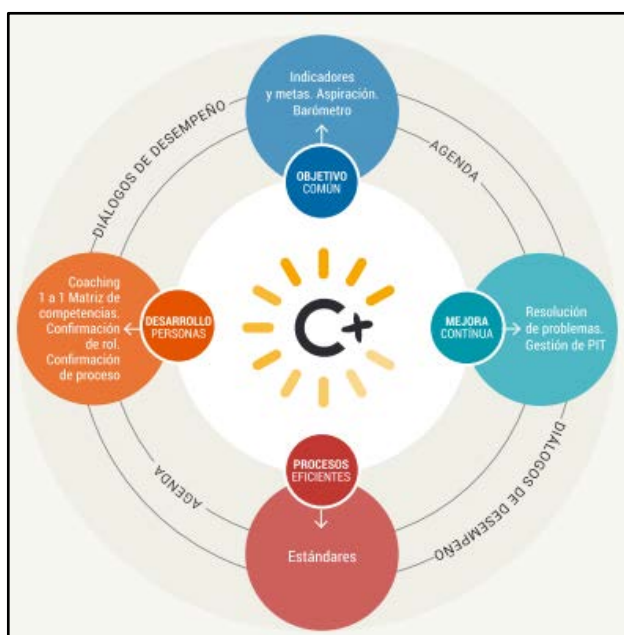 Indicadores
y metas. Aspiración.
Barómetro
OBJETIVO
COMÚN
DIÁLOGOS DE DESEMPEÑO
AGENDA
Coaching
1 a 1 Matriz de
competencias.
Confirmación
de rol.
Confirmación
de proceso
DESARROLLO
PERSONAS
C+
MEJORA
CONTÍNUA
Resolución
de problemas.
Gestión de PIT
PROCESOS
EFICIENTES
Estándares
AGENDA
DIÁLOGOS DE DESEMPEÑO